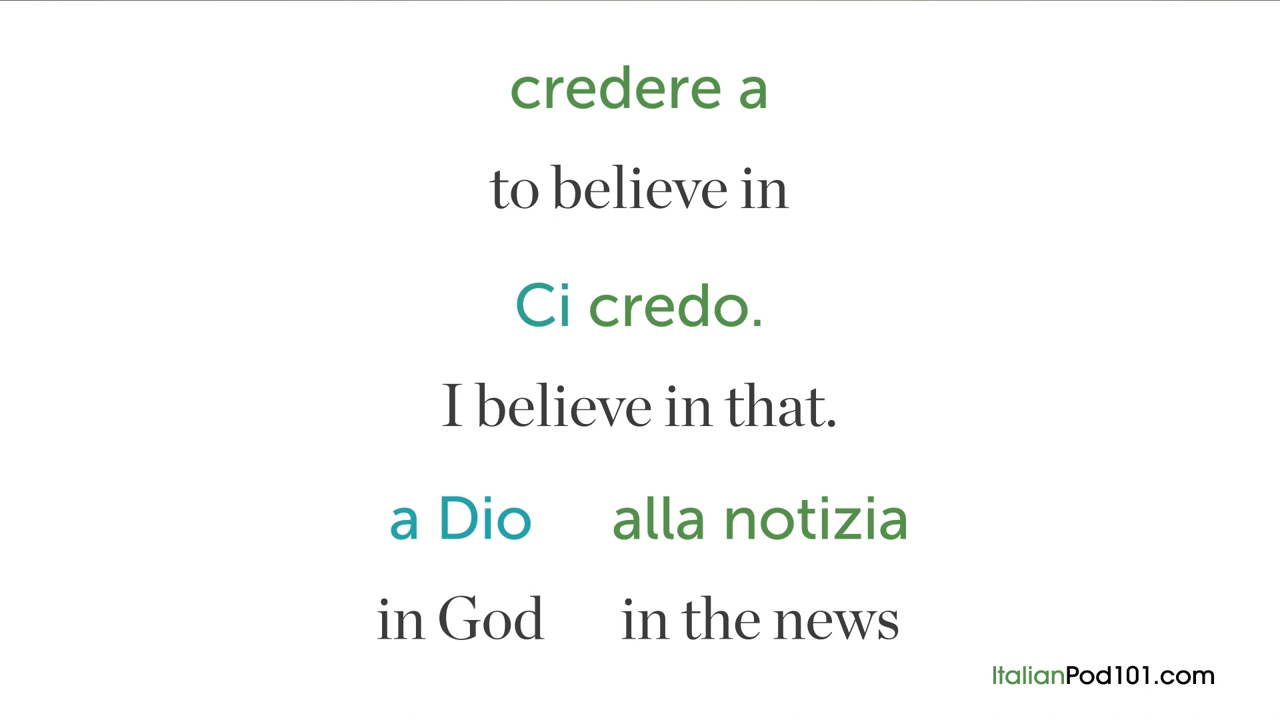 credere a
to believe in
Ci credo.
I believe in that.
a Dio alla notizia
in God in the news
ItalianPod101.com